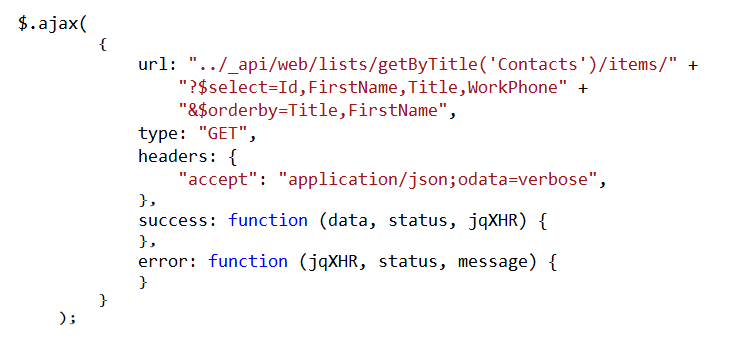 $.ajax(
{
url: "../_api/web/lists/getByTitle('Contacts')/items/" +
"?$select=Id,FirstName,Title,WorkPhone" +
"&$orderby=Title,FirstName",
type: "GET",
headers: {
"accept": "application/json;odata=verbose",
},
success: function (data, status, jqXHR) {
},
error: function (jqXHR, status, message) {
}
}
);